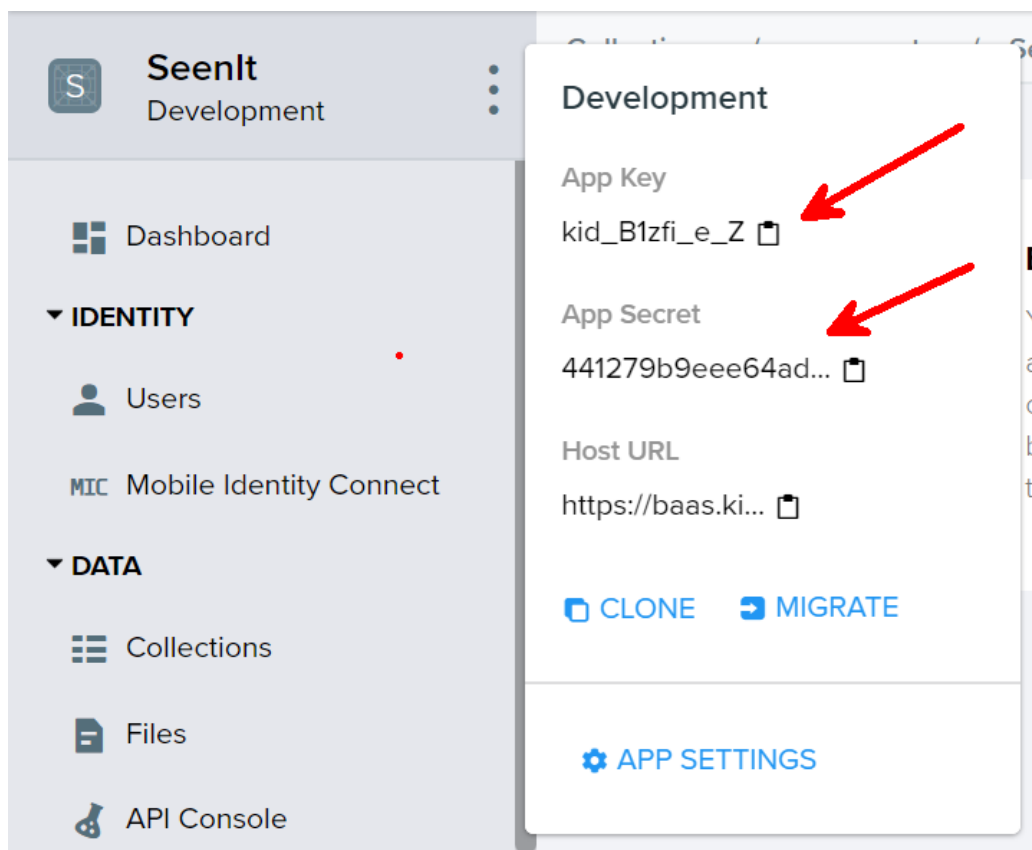 S
SeenIt
Development
Dashboard
IDENTITY
Users
MIC Mobile Identity Connect
DATA
Collections
Files
API Console
Development
App Key
kid_B1zfi_e_Z
App Secret
441279b9eee64ad...
Host URL
https://baas.ki...
CLONE MIGRATE
APP SETTINGS